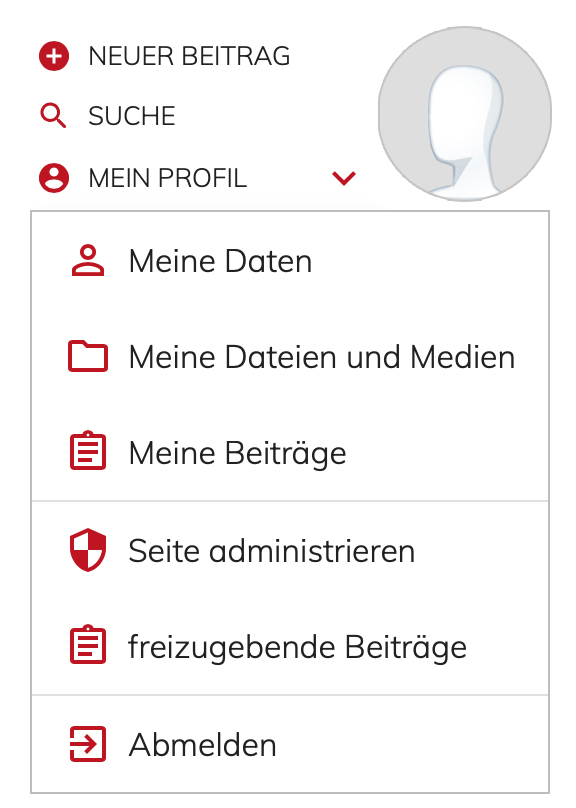 NEUER BEITRAG
SUCHE
MEIN PROFIL
Meine Daten
Meine Dateien und Medien
Meine Beiträge
Seite administrieren
freizugebende Beiträge
Abmelden